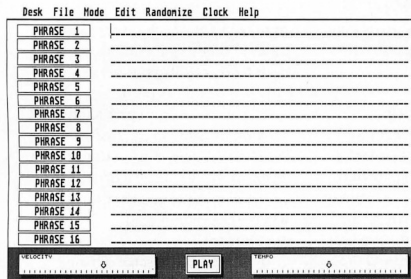 Desk File Mode Edit Randomize Clock Help
PHRASE 1
PHRASE 2
PHRASE 3
PHRASE 4
PHRASE 5
PHRASE 6
PHRASE 7
PHRASE 8
PHRASE 9
PHRASE 10
PHRASE 11
PHRASE 12
PHRASE 13
PHRASE 14
PHRASE 15
PHRASE 16
VELOCITY PLAY TEMPO